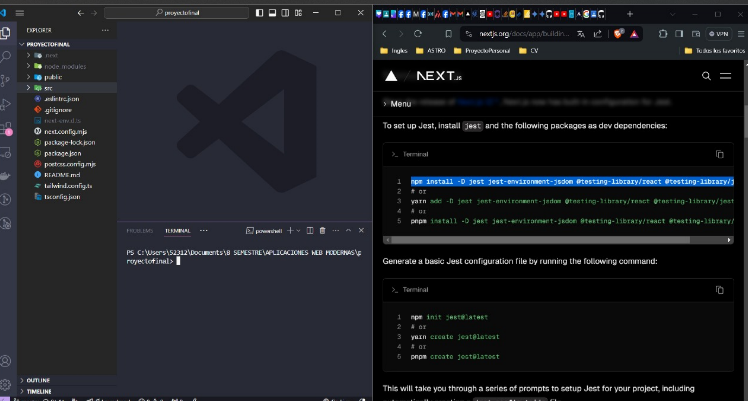 proyectofinal
EXPLORER
PROYECTOFINAL
.next
node_modules
public
src
.eslintrc.json
.gitignore
next-env.d.ts
next.config.mjs
package-lock.json
package.json
postcss.config.mjs
README.md
tailwind.config.ts
tsconfig.json
OUTLINE
TIMELINE
PROBLEMS
TERMINAL
powershell
PS C:\Users\52312\Documents\8 SEMESTRE\APLICACIONES WEB MODERNAS\p
royectofinal>
nextjs.org/docs/app/buildin...
VPN
Ingles
ASTRO
ProyectoPersonal
CV
Todos los favoritos
NEXT.JS
Menu
To set up Jest, install jest and the following packages as dev dependencies:
Terminal
1 npm install -D jest jest-environment-jsdom @testing-library/react @testing-library/j
2 # or
3 yarn add -D jest jest-environment-jsdom @testing-library/react @testing-library/jest
4 # or
5 pnpm install -D jest jest-environment-jsdom @testing-library/react @testing-library/
Generate a basic Jest configuration file by running the following command:
Terminal
1 npm init jest@latest
2 # or
3 yarn create jest@latest
4 # or
5 pnpm create jest@latest
This will take you through a series of prompts to setup Jest for your project, including